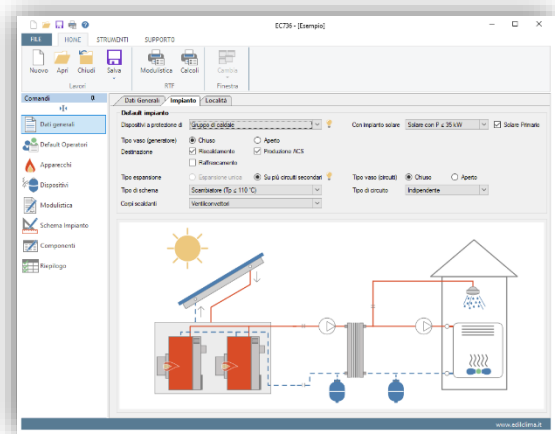 EC736 - [Esempio]
FILE HOME STRUMENTI SUPPORTO
Nuovo Apri Chiudi Salva Modulistica Calcoli Cambia
Lavori RTF Finestra
Comandi
Dati Generali Impianto Località
Default impianto
Dispositivi a protezione di Gruppo di caldaie Con impianto solare Solare con P ≤ 35 kW Solare Primario
Tipo vaso (generatore) Chiuso Aperto
Destinazione Riscaldamento Produzione ACS
Raffrescamento
Tipo espansione Espansione unica Su più circuiti secondari Tipo vaso (circuiti) Chiuso Aperto
Tipo di schema Scambiatore (Tp ≤ 110 °C) Tipo di circuito Indipendente
Corpi scaldanti Ventilconvettori
Dati generali
Default Operatori
Apparecchi
Dispositivi
Modulistica
Schema Impianto
Componenti
Riepilogo
www.edilclima.it